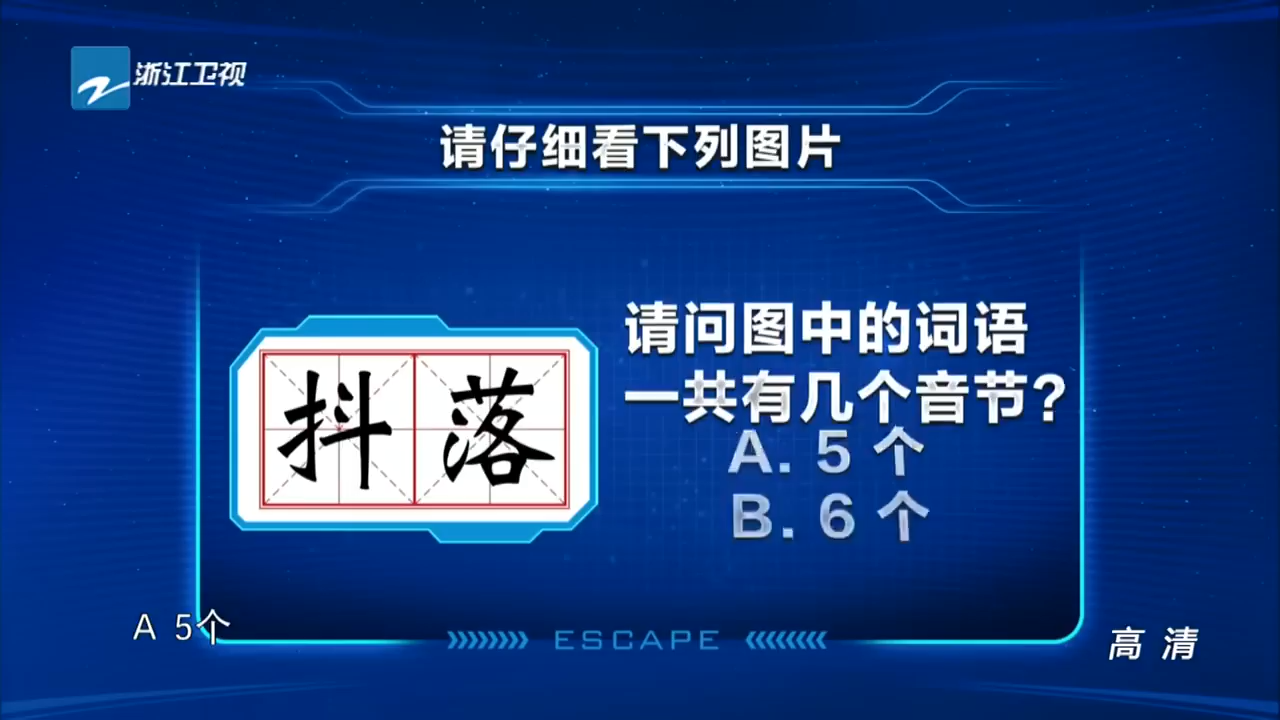 浙江卫视
请仔细看下列图片
抖落
请问图中的词语
一共有几个音节?
A. 5 个
B. 6 个
A 5个
ESCAPE
高 清